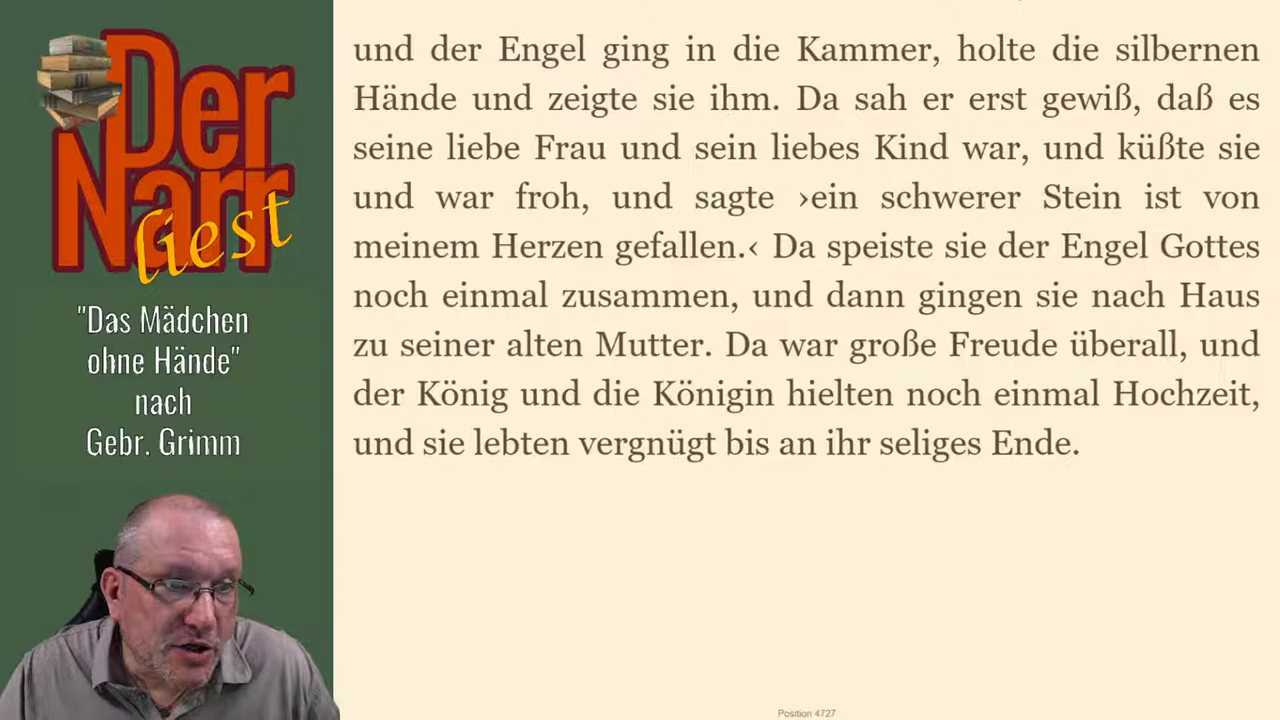 Der
Narr
liest
"Das Mädchen
ohne Hände"
nach
Gebr. Grimm
und der Engel ging in die Kammer, holte die silbernen
Hände und zeigte sie ihm. Da sah er erst gewiß, daß es
seine liebe Frau und sein liebes Kind war, und küßte sie
und war froh, und sagte ›ein schwerer Stein ist von
meinem Herzen gefallen.‹ Da speiste sie der Engel Gottes
noch einmal zusammen, und dann gingen sie nach Haus
zu seiner alten Mutter. Da war große Freude überall, und
der König und die Königin hielten noch einmal Hochzeit,
und sie lebten vergnügt bis an ihr seliges Ende.
Position 4727